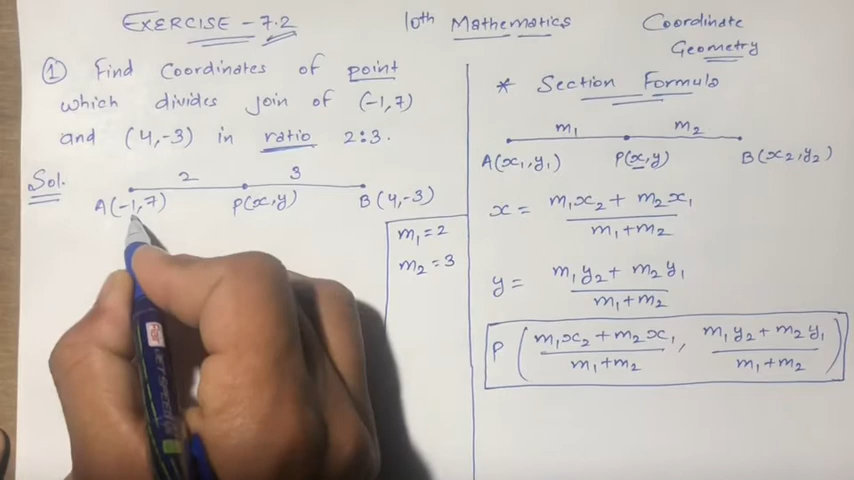 EXERCISE - 7.2
10th Mathematics
Coordinate
Geometry
① Find Coordinates of point
which divides join of (-1,7)
and (4,-3) in ratio 2:3.
Sol.
2 3
A(-1,7) P(x,y) B(4,-3)
m₁ = 2
m₂ = 3
* Section Formula
m₁ m₂
A(x₁,y₁) P(x,y) B(x₂,y₂)
x = m₁x₂ + m₂x₁
m₁+m₂
y = m₁y₂ + m₂y₁
m₁+m₂
P ( m₁x₂ + m₂x₁ , m₁y₂ + m₂y₁ )
m₁+m₂ m₁+m₂